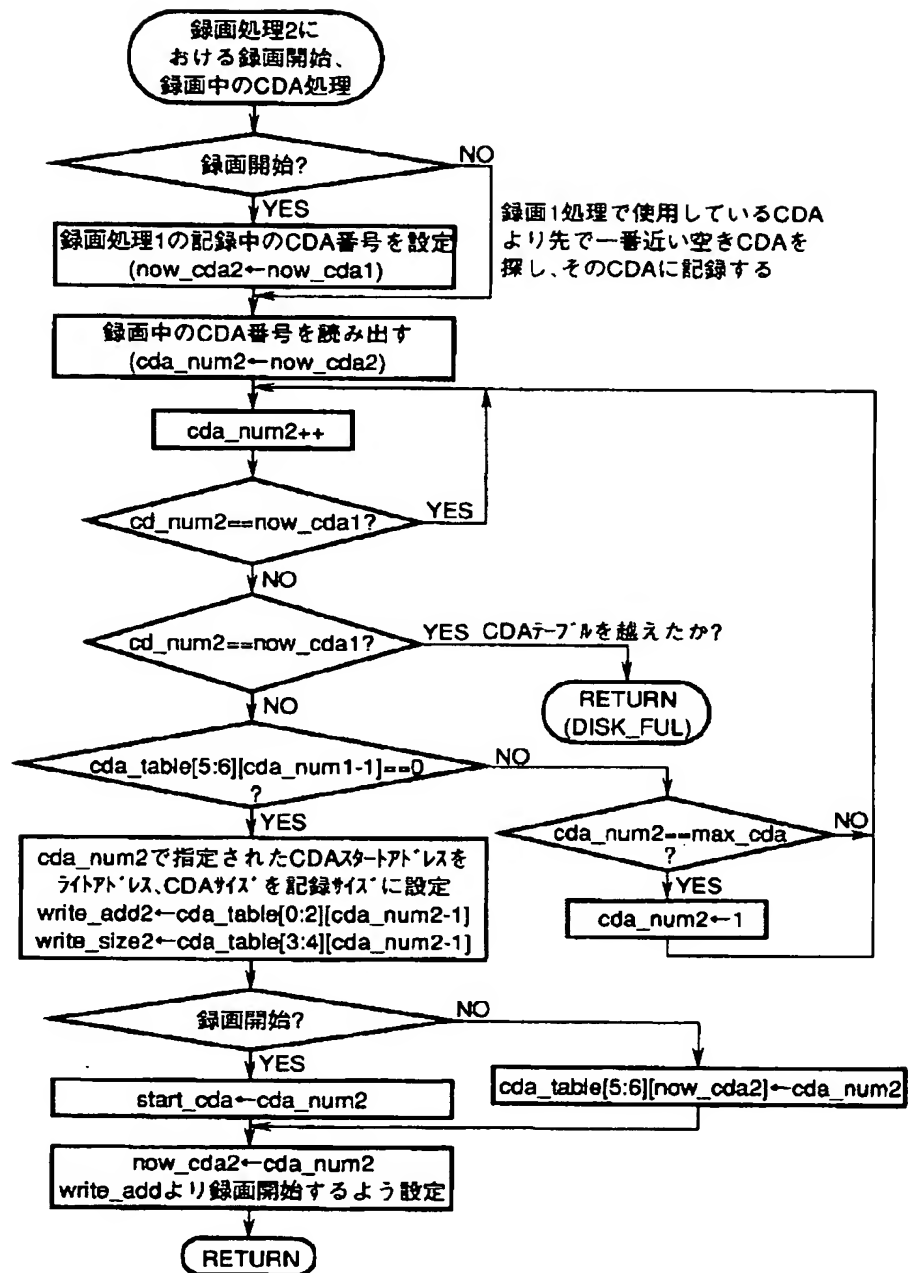 録画処理2に
おける録画開始、
録画中のCDA処理
録画開始?
NO
YES
録画処理1の記録中のCDA番号を設定
(now_cda2←now_cda1)
録画1処理で使用しているCDA
より先で一番近い空きCDAを
探し、そのCDAに記録する
録画中のCDA番号を読み出す
(cda_num2←now_cda2)
cda_num2++
cd_num2==now_cda1?
YES
NO
cd_num2==now_cda1?
YES CDAテーブルを越えたか?
RETURN
(DISK_FUL)
NO
cda_table[5:6][cda_num1-1]==0
?
NO
YES
cda_num2==max_cda
?
NO
YES
cda_num2←1
cda_num2で指定されたCDAスタートアドレスを
ライトアドレス、CDAサイズを記録サイズに設定
write_add2←cda_table[0:2][cda_num2-1]
write_size2←cda_table[3:4][cda_num2-1]
録画開始?
NO
YES
start_cda←cda_num2
cda_table[5:6][now_cda2]←cda_num2
now_cda2←cda_num2
write_addより録画開始するよう設定
RETURN